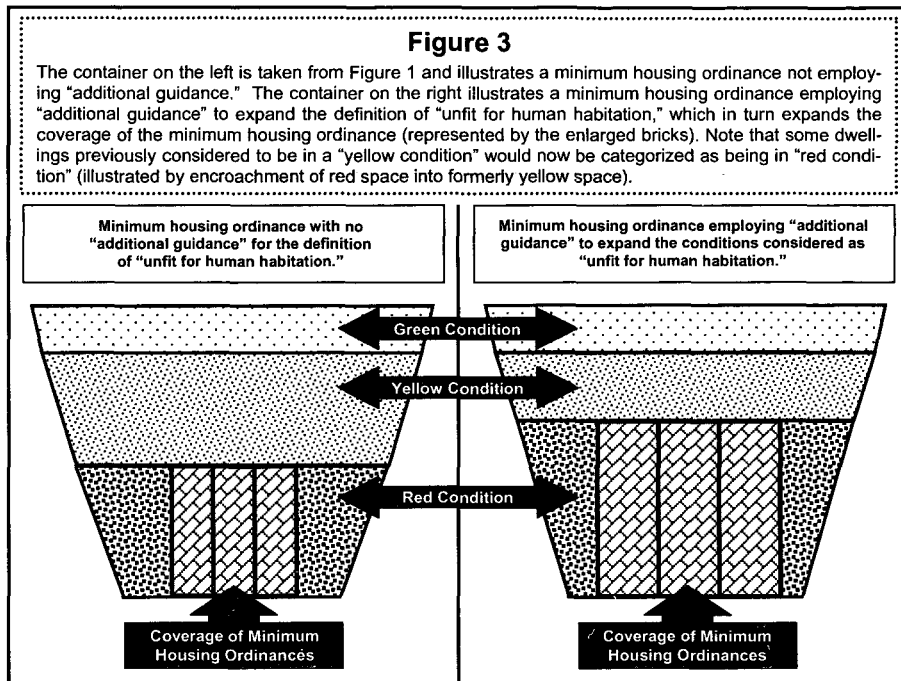 Figure 3
The container on the left is taken from Figure 1 and illustrates a minimum housing ordinance not employ-
ing “additional guidance.” The container on the right illustrates a minimum housing ordinance employing
“additional guidance” to expand the definition of “unfit for human habitation,” which in turn expands the
coverage of the minimum housing ordinance (represented by the enlarged bricks). Note that some dwell-
ings previously considered to be in a “yellow condition” would now be categorized as being in “red condi-
tion” (illustrated by encroachment of red space into formerly yellow space).
Minimum housing ordinance with no
“additional guidance” for the definition
of “unfit for human habitation.”
Minimum housing ordinance employing “additional
guidance” to expand the conditions considered as
“unfit for human habitation.”
Green Condition
Yellow Condition
Red Condition
Coverage of Minimum
Housing Ordinances
Coverage of Minimum
Housing Ordinances